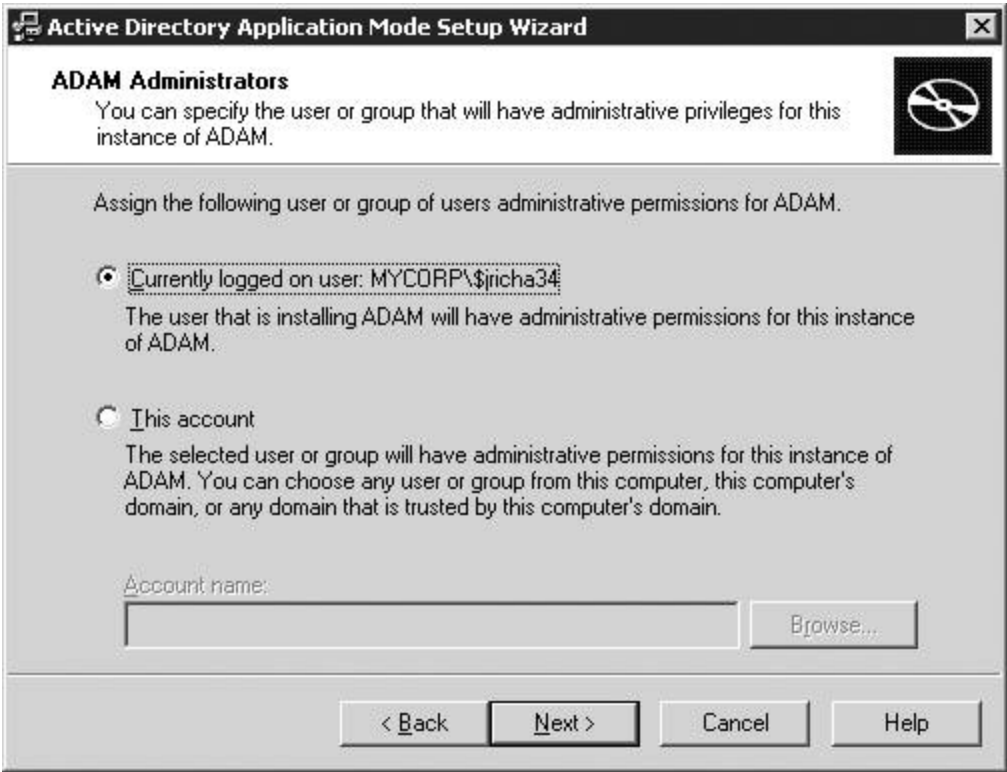 Active Directory Application Mode Setup Wizard
ADAM Administrators
You can specify the user or group that will have administrative privileges for this
instance of ADAM.
Assign the following user or group of users administrative permissions for ADAM.
Currently logged on user: MYCORP\$jricha34
The user that is installing ADAM will have administrative permissions for this instance
of ADAM.
This account
The selected user or group will have administrative permissions for this instance of
ADAM. You can choose any user or group from this computer, this computer's
domain, or any domain that is trusted by this computer's domain.
Account name:
Browse...
< Back
Next >
Cancel
Help